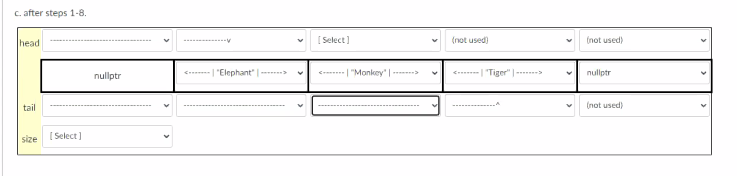 c. after steps 1-8.
head ---------------------------------- --------------v [ Select ] (not used) (not used)
nullptr <------- | "Elephant" | -------> <------- | "Monkey" | -------> <------- | "Tiger" | -------> nullptr
tail ---------------------------------- ---------------------------------- ---------------------------------- --------------^ (not used)
size [ Select ]